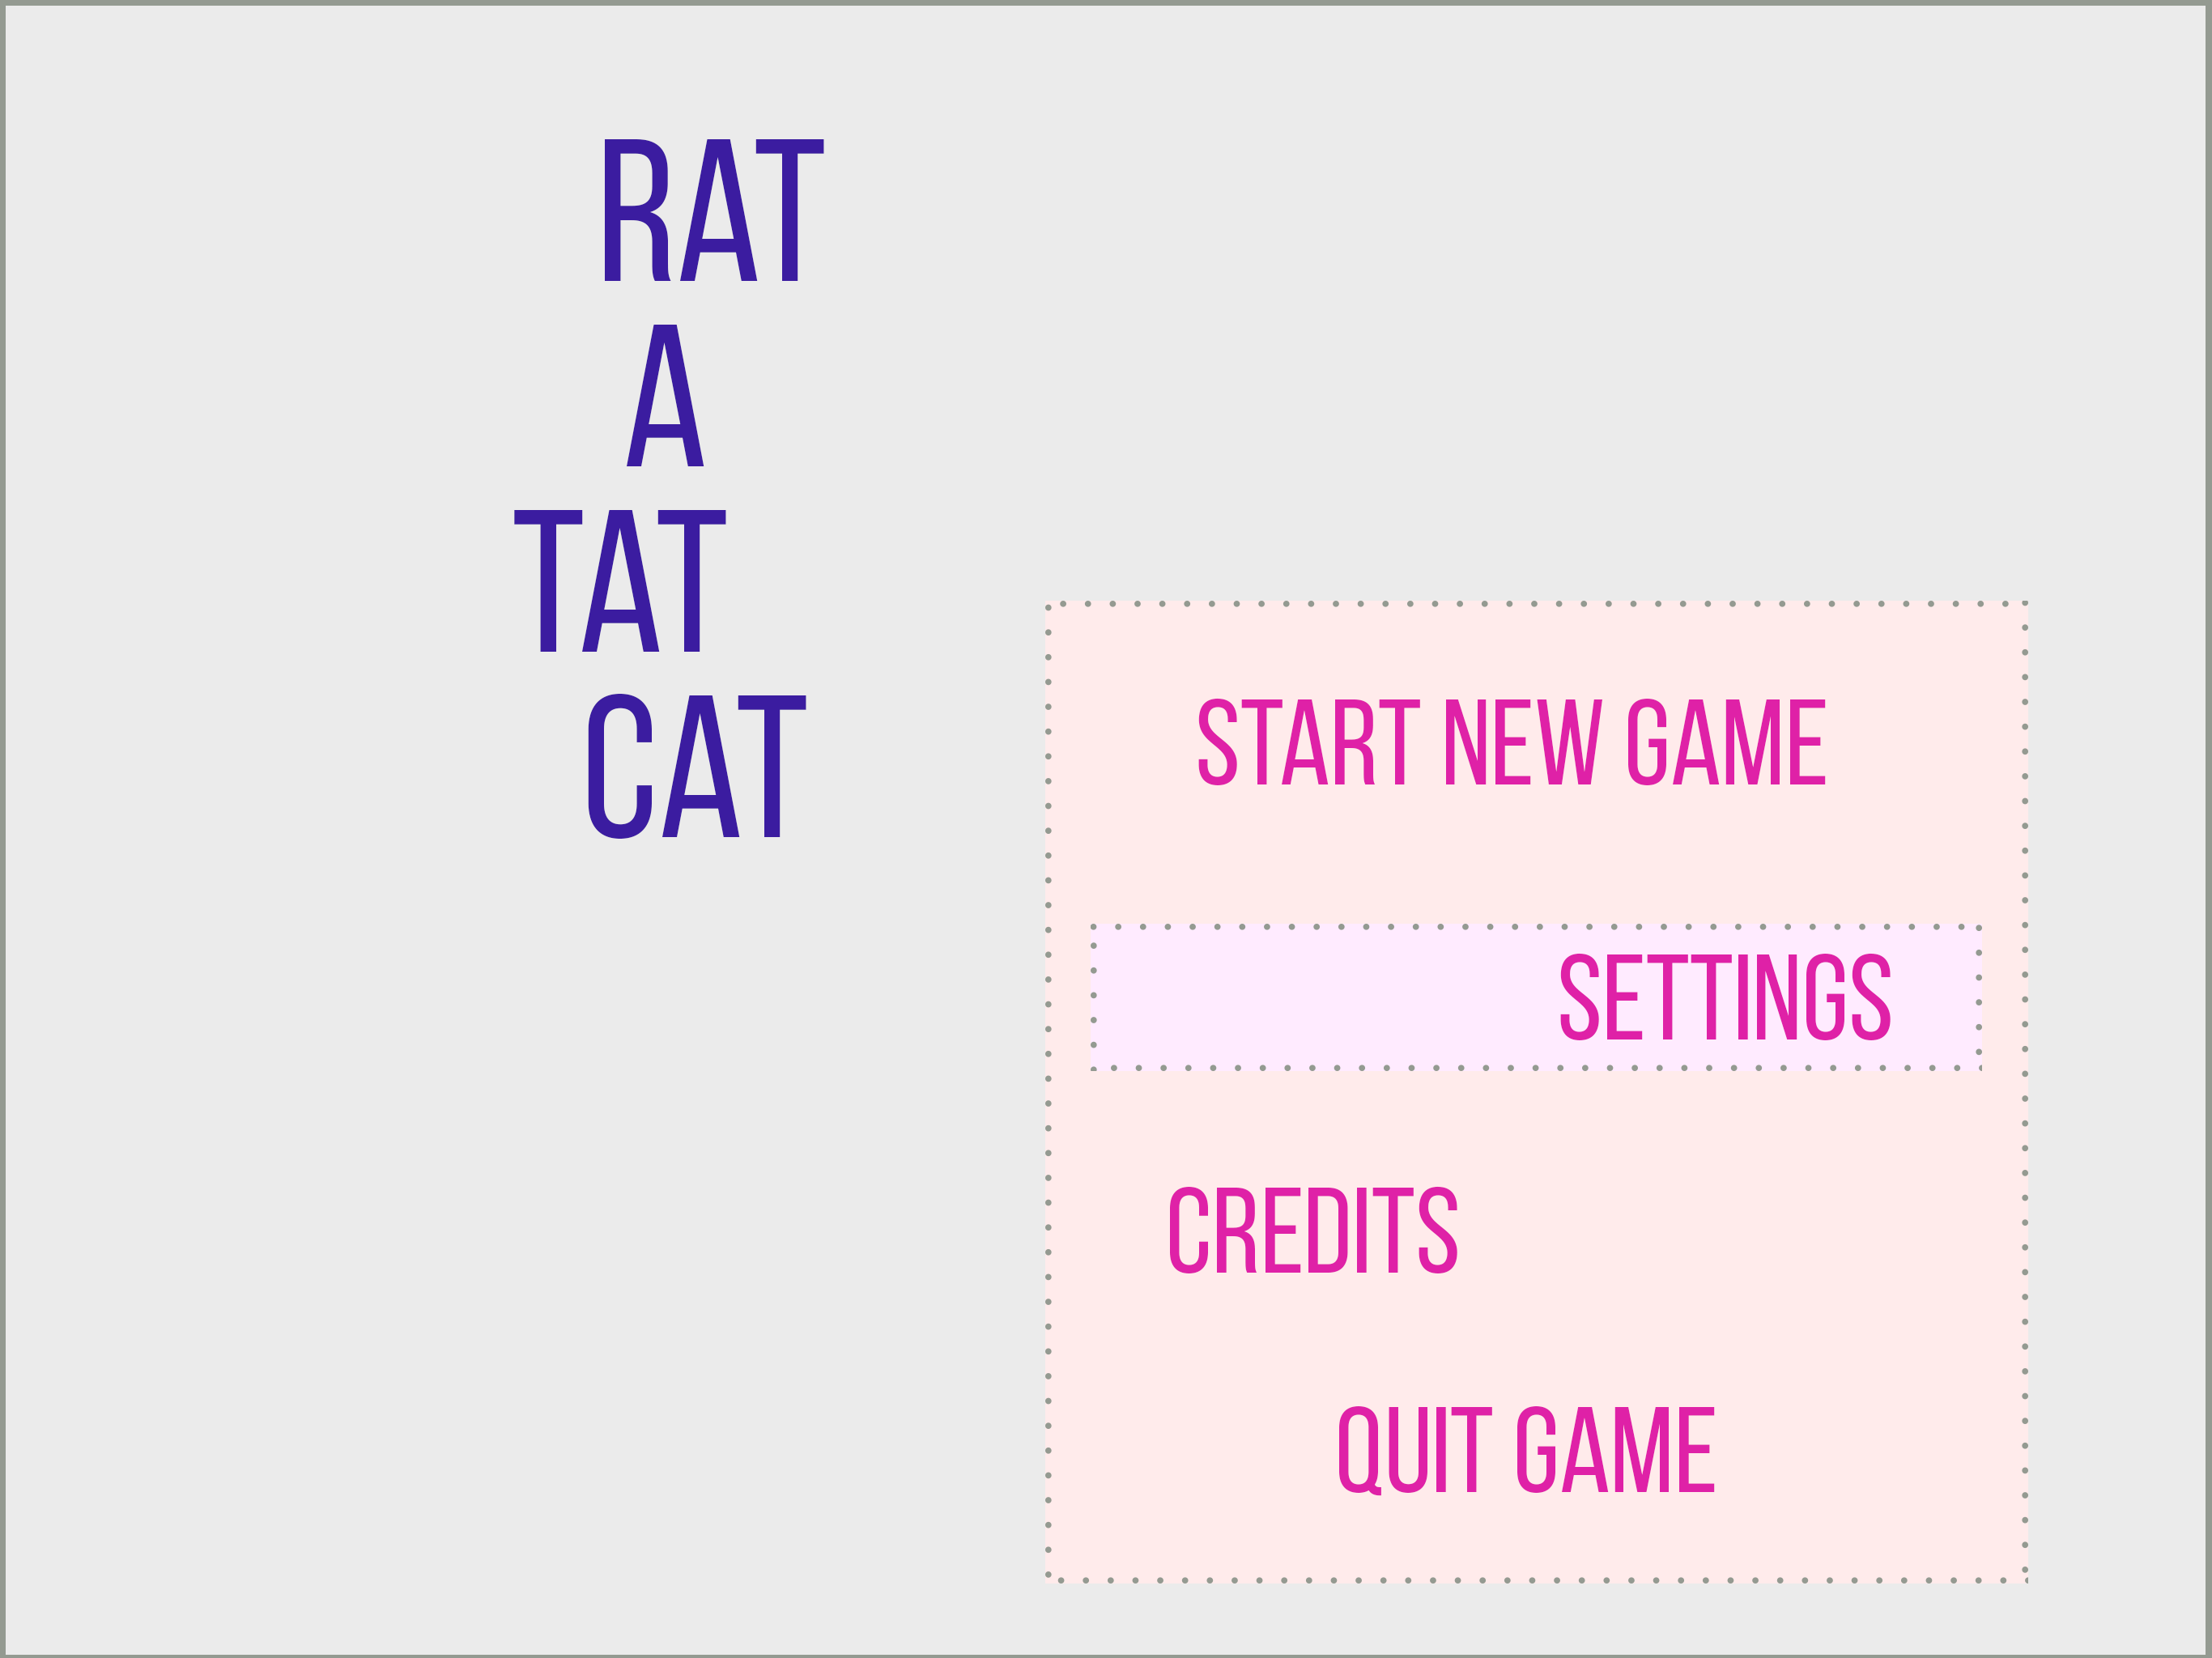 RAT
A
TAT
CAT
START NEW GAME
SETTINGS
CREDITS
QUIT GAME